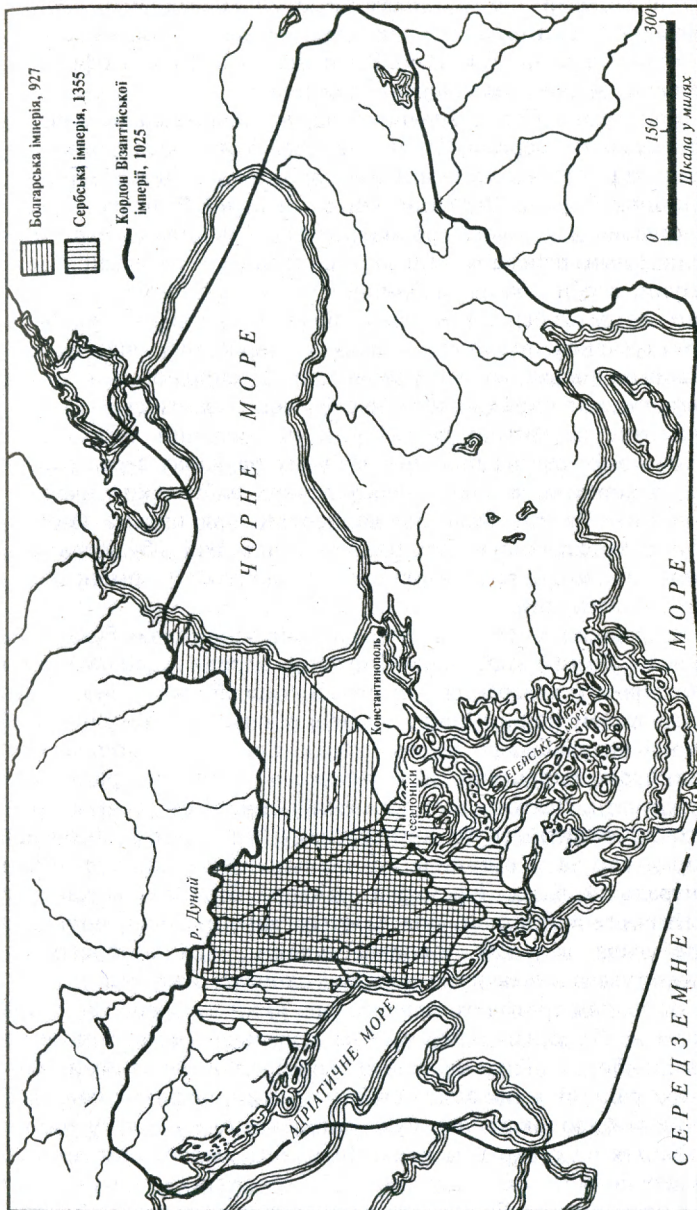 Болгарська імперія, 927
Сербська імперія, 1355
Кордон Візантійської
імперії, 1025
ЧОРНЕ МОРЕ
Дунай
Константинополь
Тесалоніки
ЕГЕЙСЬКЕ МОРЕ
АДРІАТИЧНЕ МОРЕ
СЕРЕДЗЕМНЕ МОРЕ
0 150 300
Шкала у милях